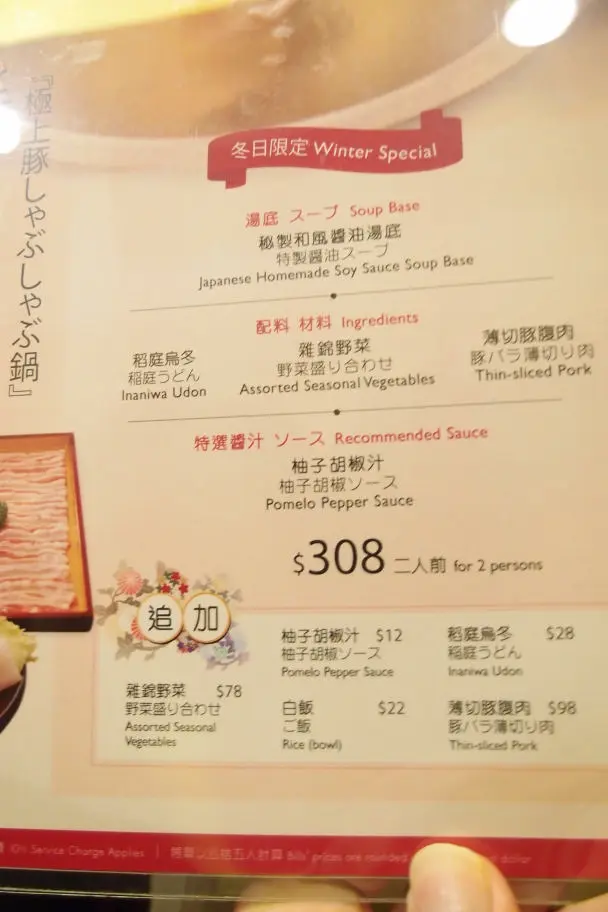 『極上豚しゃぶしゃぶ鍋』
冬日限定 Winter Special
湯底 スープ Soup Base
秘製和風醬油湯底
特製醤油スープ
Japanese Homemade Soy Sauce Soup Base
配料 材料 Ingredients
稻庭烏冬
稲庭うどん
Inaniwa Udon
雜錦野菜
野菜盛り合わせ
Assorted Seasonal Vegetables
薄切豚腹肉
豚バラ薄切り肉
Thin-sliced Pork
特選醬汁 ソース Recommended Sauce
柚子胡椒汁
柚子胡椒ソース
Pomelo Pepper Sauce
$308 二人前 for 2 persons
追加
雜錦野菜 $78
野菜盛り合わせ
Assorted Seasonal
Vegetables
柚子胡椒汁 $12
柚子胡椒ソース
Pomelo Pepper Sauce
白飯 $22
ご飯
Rice (bowl)
稻庭烏冬 $28
稲庭うどん
Inaniwa Udon
薄切豚腹肉 $98
豚バラ薄切り肉
Thin-sliced Pork
10% Service Charge Applies | Bills' prices are rounded dollar